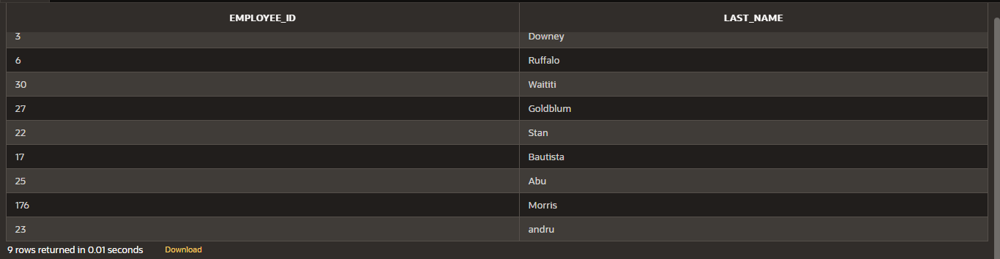 EMPLOYEE_ID LAST_NAME
3 Downey
6 Ruffalo
30 Waititi
27 Goldblum
22 Stan
17 Bautista
25 Abu
176 Morris
23 andru
9 rows returned in 0.01 seconds Download